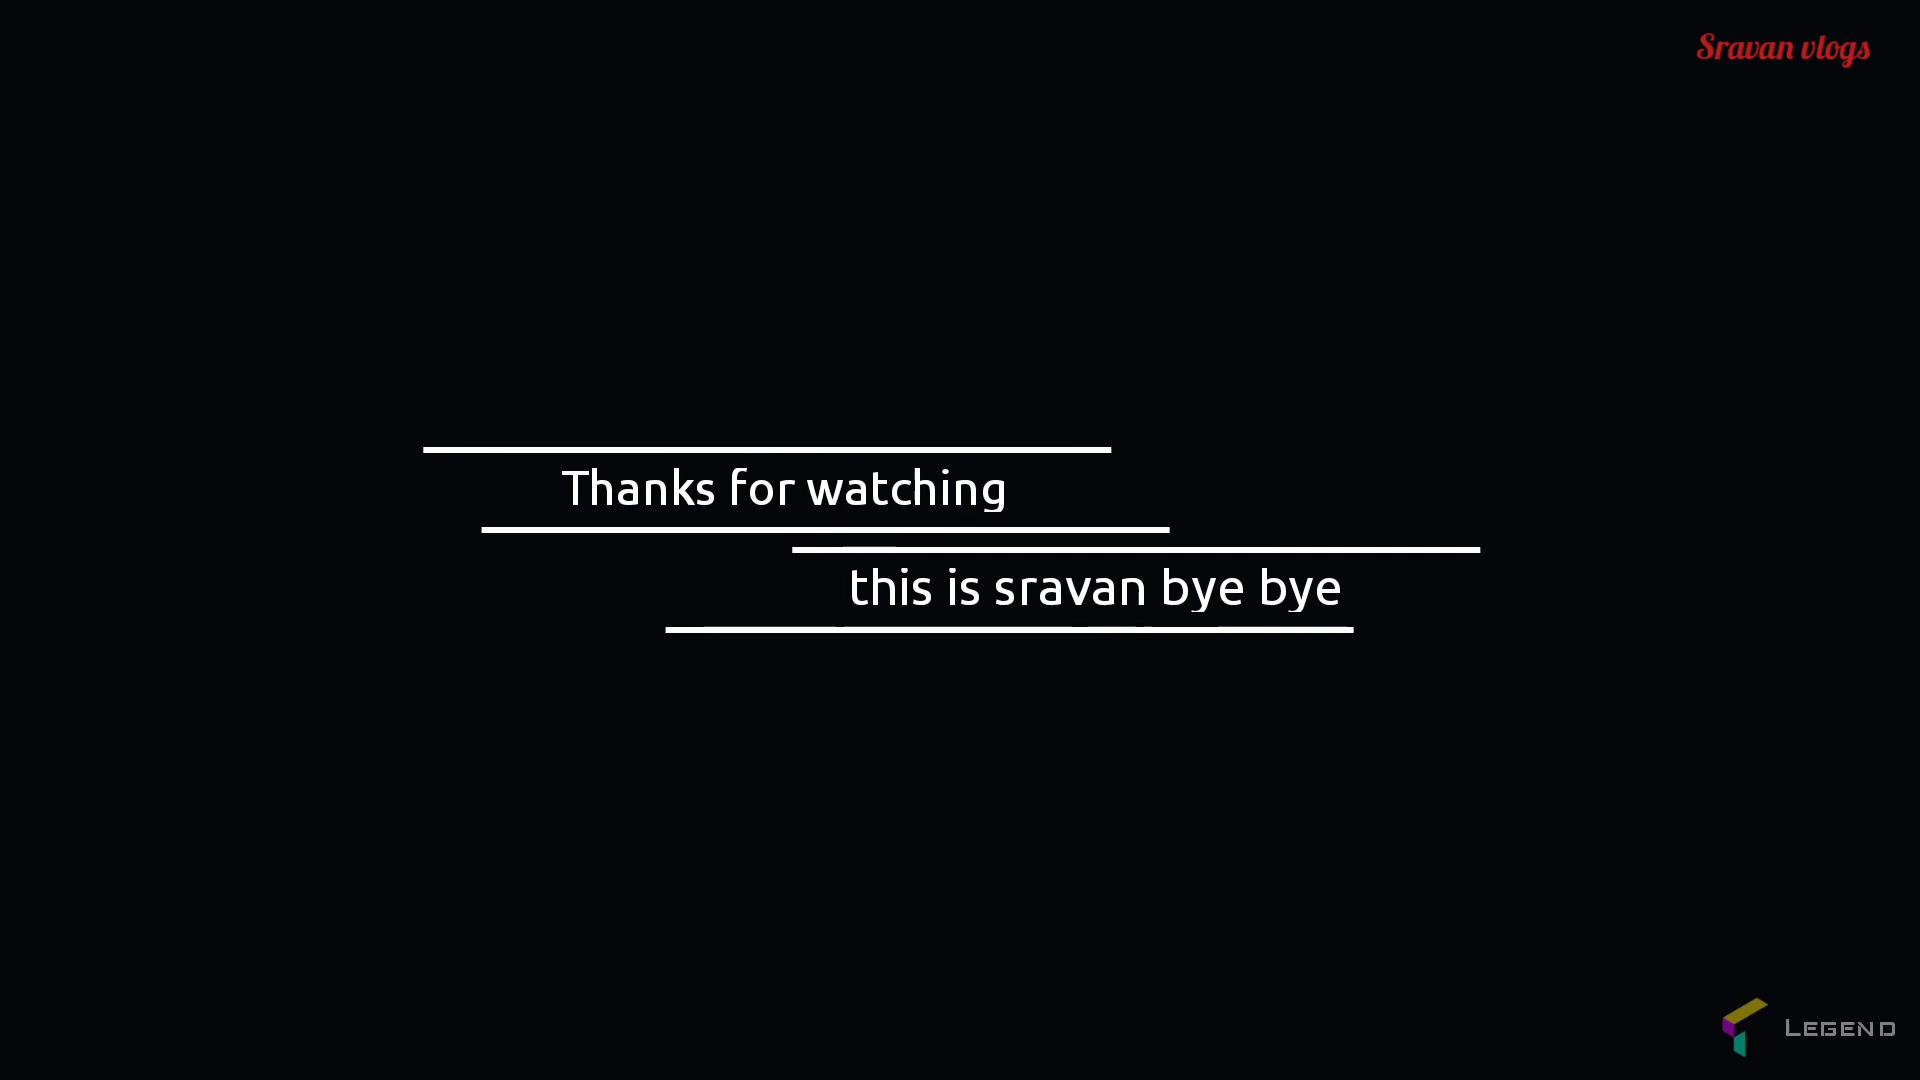 Sravan vlogs
Thanks for watching
this is sravan bye bye
LEGEND